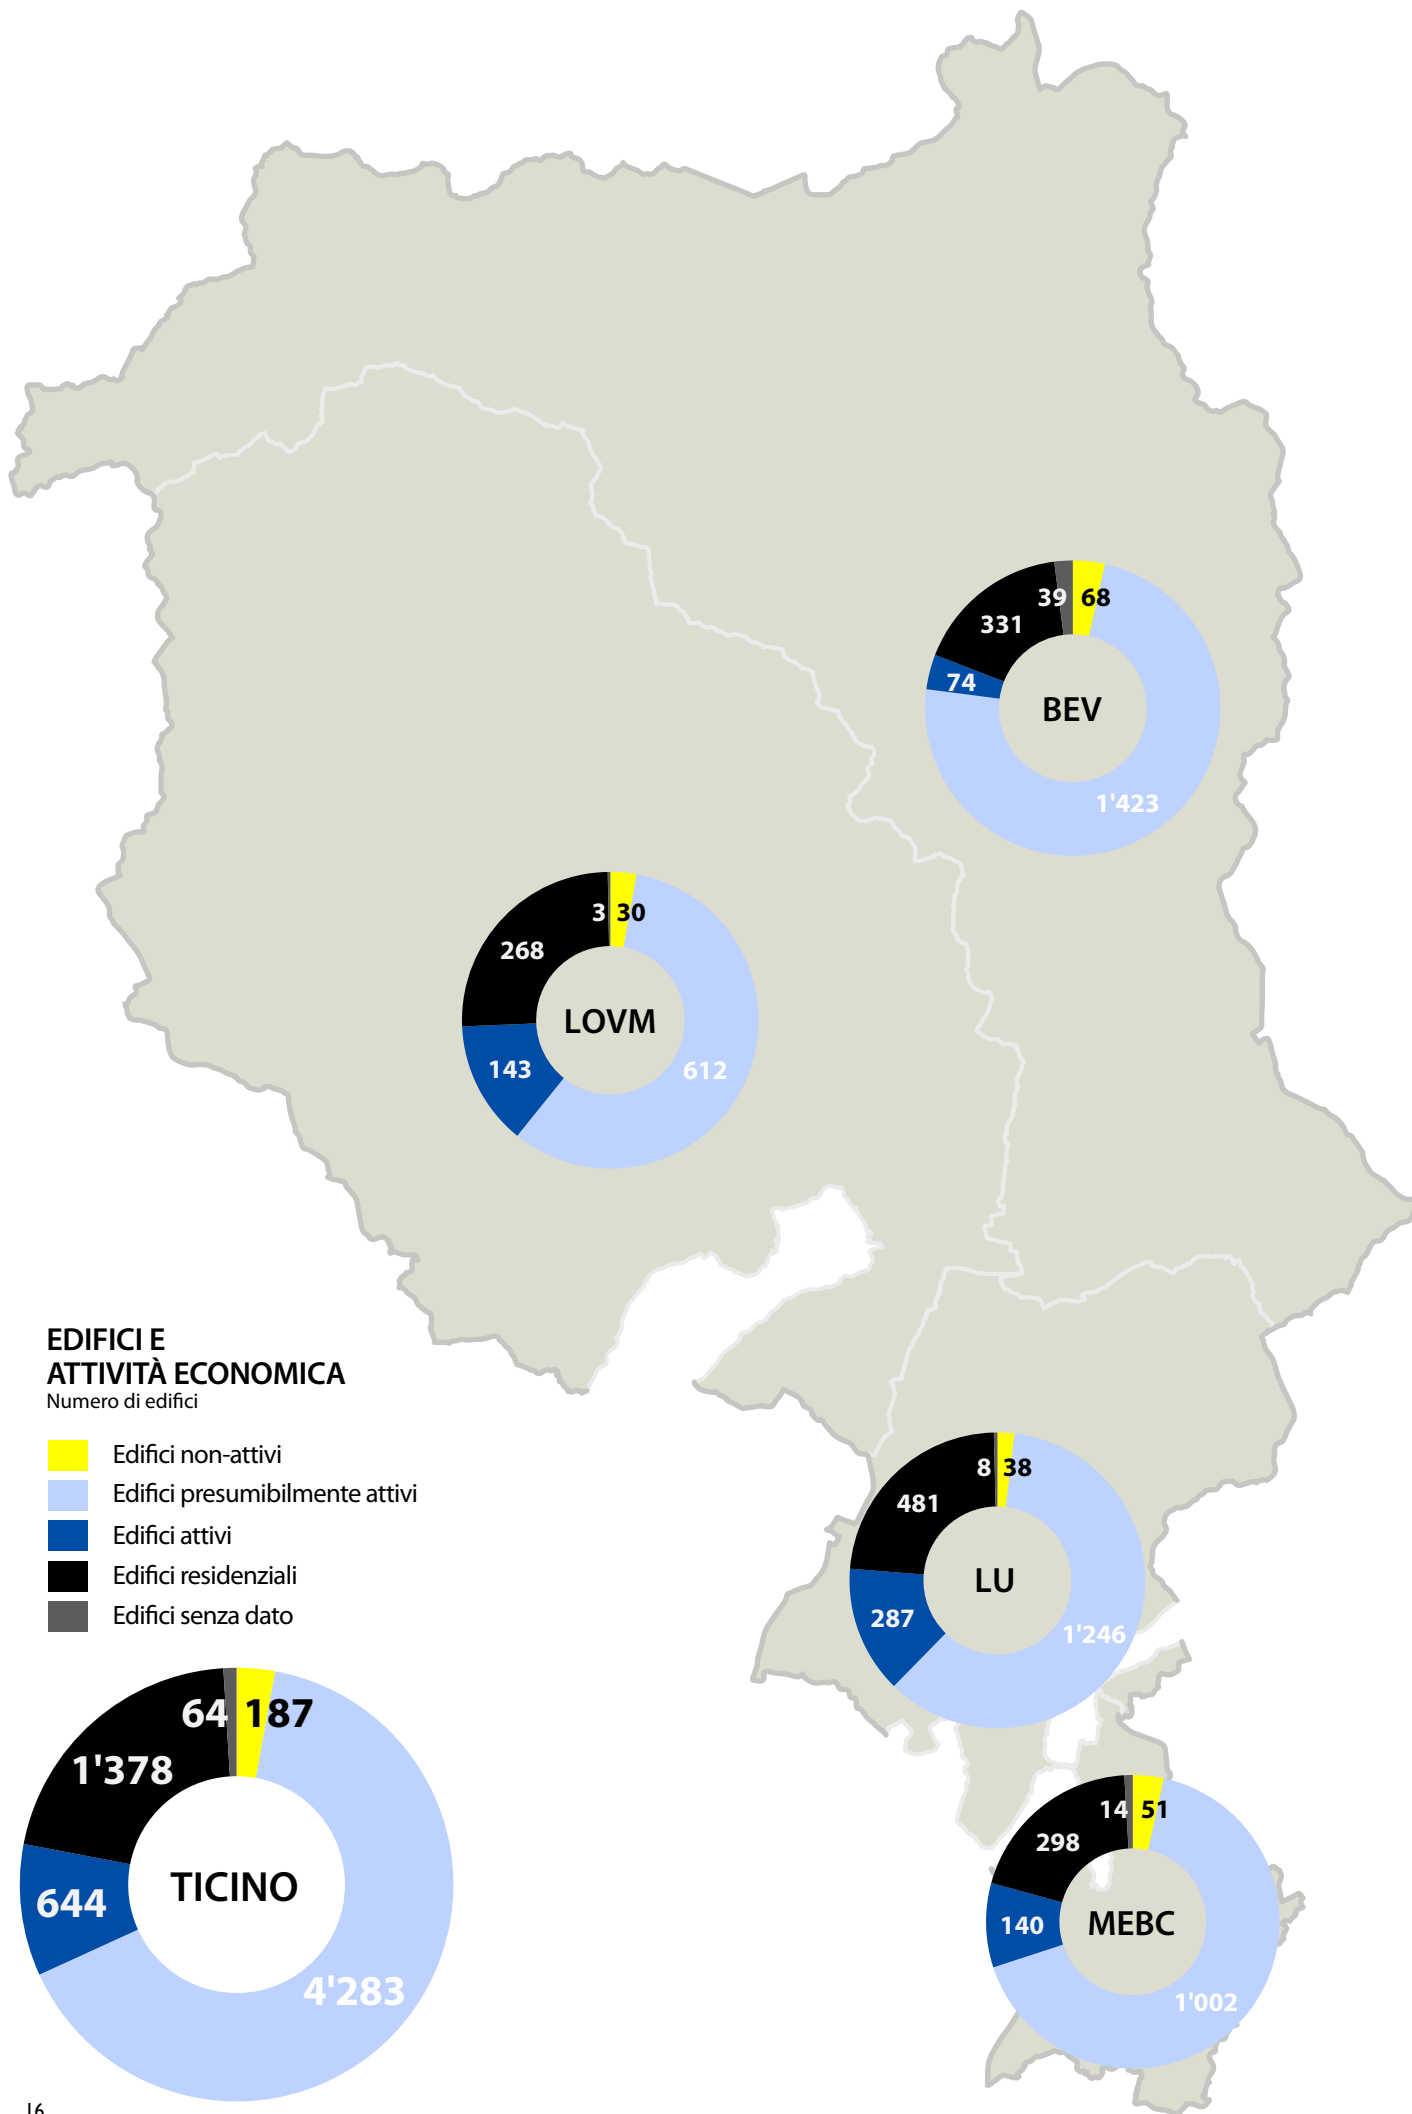 39
68
331
74
BEV
1'423
3
30
268
LOVM
143
612
EDIFICI E
ATTIVITÀ ECONOMICA
Numero di edifici
Edifici non-attivi
Edifici presumibilmente attivi
Edifici attivi
Edifici residenziali
Edifici senza dato
8
38
481
LU
287
1'246
64
187
1'378
TICINO
644
4'283
14
51
298
MEBC
140
1'002
16